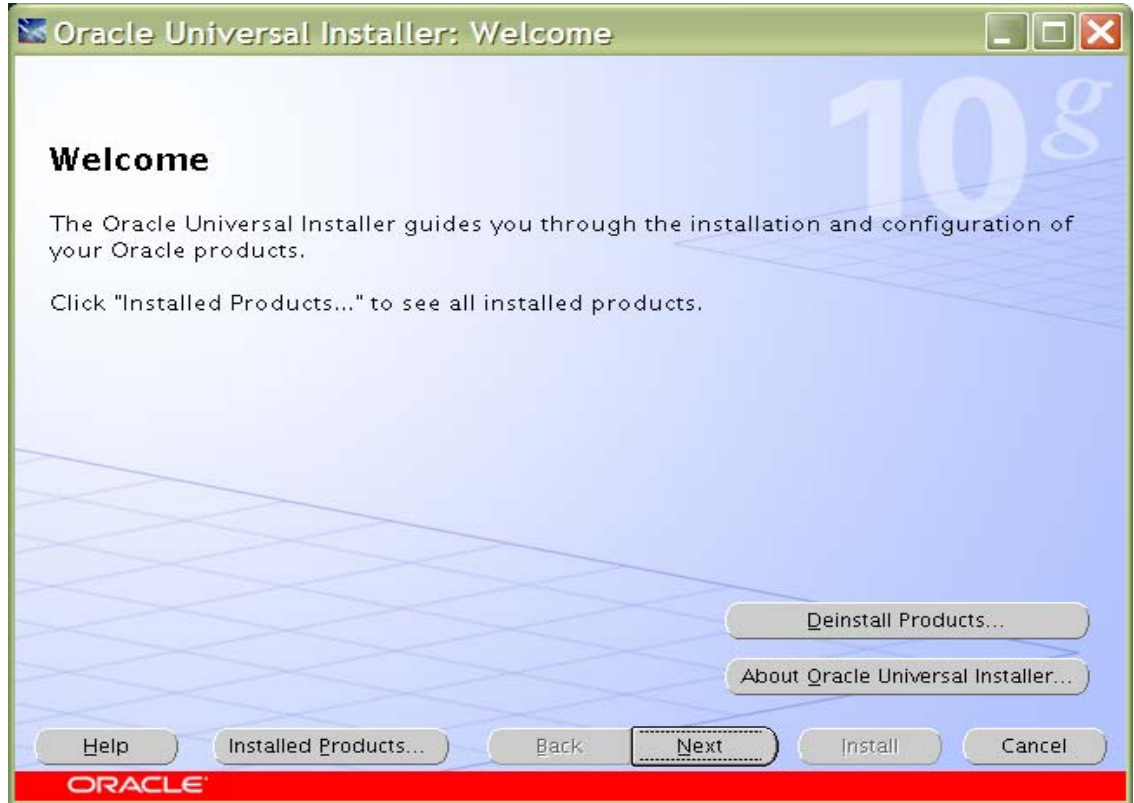 Oracle Universal Installer: Welcome
10g
Welcome
The Oracle Universal Installer guides you through the installation and configuration of
your Oracle products.
Click "Installed Products..." to see all installed products.
Deinstall Products...
About Oracle Universal Installer...
Help Installed Products... Back Next Install Cancel
ORACLE